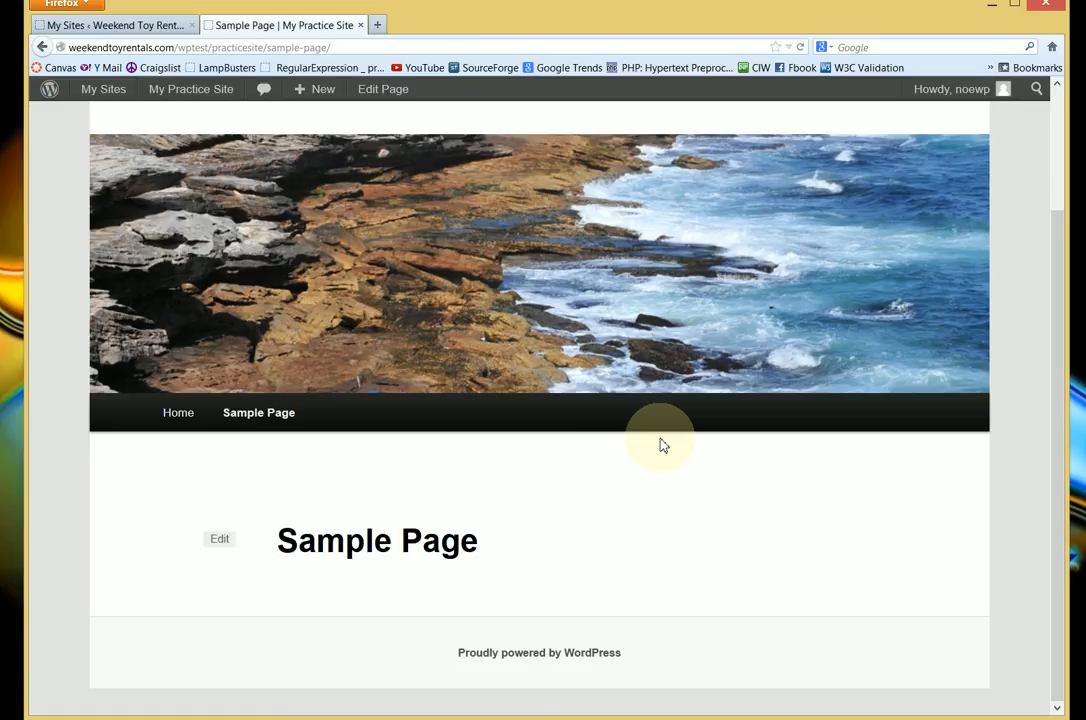 Firefox
My Sites ‹ Weekend Toy Rent... × Sample Page | My Practice Site × +
weekendtoyrentals.com/wptest/practicesite/sample-page/ Google
Canvas Y Mail Craigslist LampBusters RegularExpression _ pr... YouTube SourceForge Google Trends PHP: Hypertext Preproc... CIW Fbook W3C Validation » Bookmarks
My Sites My Practice Site + New Edit Page Howdy, noewp
Home Sample Page
Edit Sample Page
Proudly powered by WordPress